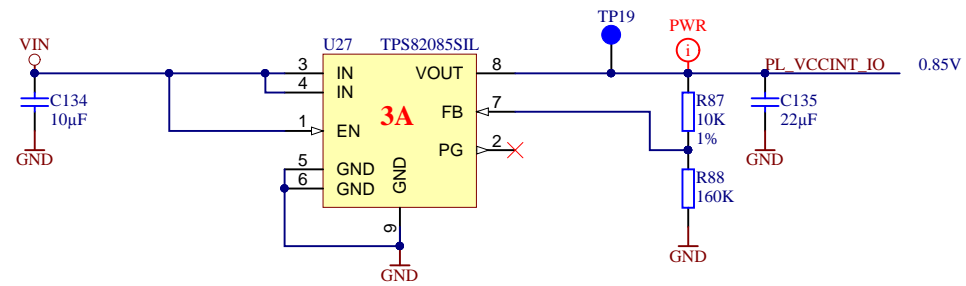 TP19
PWR
i
VIN
U27 TPS82085SIL
PL_VCCINT_IO 0.85V
3 IN VOUT 8
4 IN
C134
10µF
3A
FB 7
R87
10K
1%
C135
22µF
1 EN
PG 2
GND
GND
5 GND
6 GND
GND
R88
160K
9
GND
GND